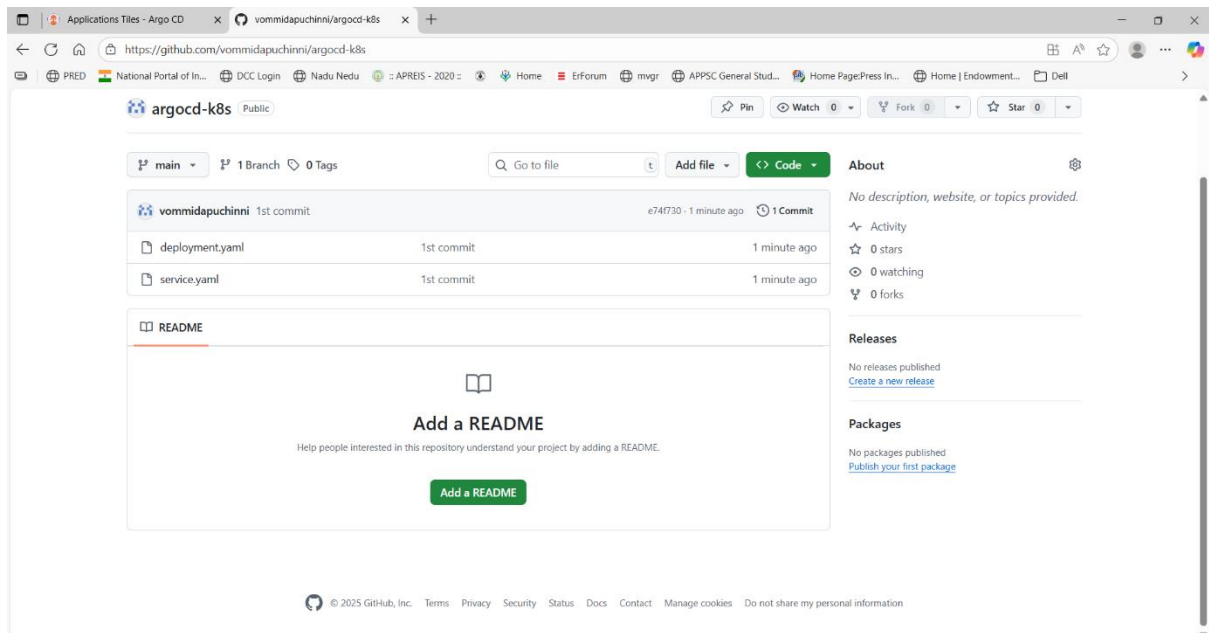 Applications Tiles - Argo CD
vommidapuchinni/argocd-k8s
https://github.com/vommidapuchinni/argocd-k8s
PRED National Portal of In... DCC Login Nadu Nedu :: APREIS - 2020 :: Home ErForum mvgr APPSC General Stud... Home Page:Press In... Home | Endowment... Dell
argocd-k8s Public
Pin Watch 0 Fork 0 Star 0
main 1 Branch 0 Tags Go to file t Add file <> Code
vommidapuchinni 1st commit e74f730 · 1 minute ago 1 Commit
deployment.yaml 1st commit 1 minute ago
service.yaml 1st commit 1 minute ago
README
Add a README
Help people interested in this repository understand your project by adding a README.
Add a README
About
No description, website, or topics provided.
Activity
0 stars
0 watching
0 forks
Releases
No releases published
Create a new release
Packages
No packages published
Publish your first package
© 2025 GitHub, Inc. Terms Privacy Security Status Docs Contact Manage cookies Do not share my personal information